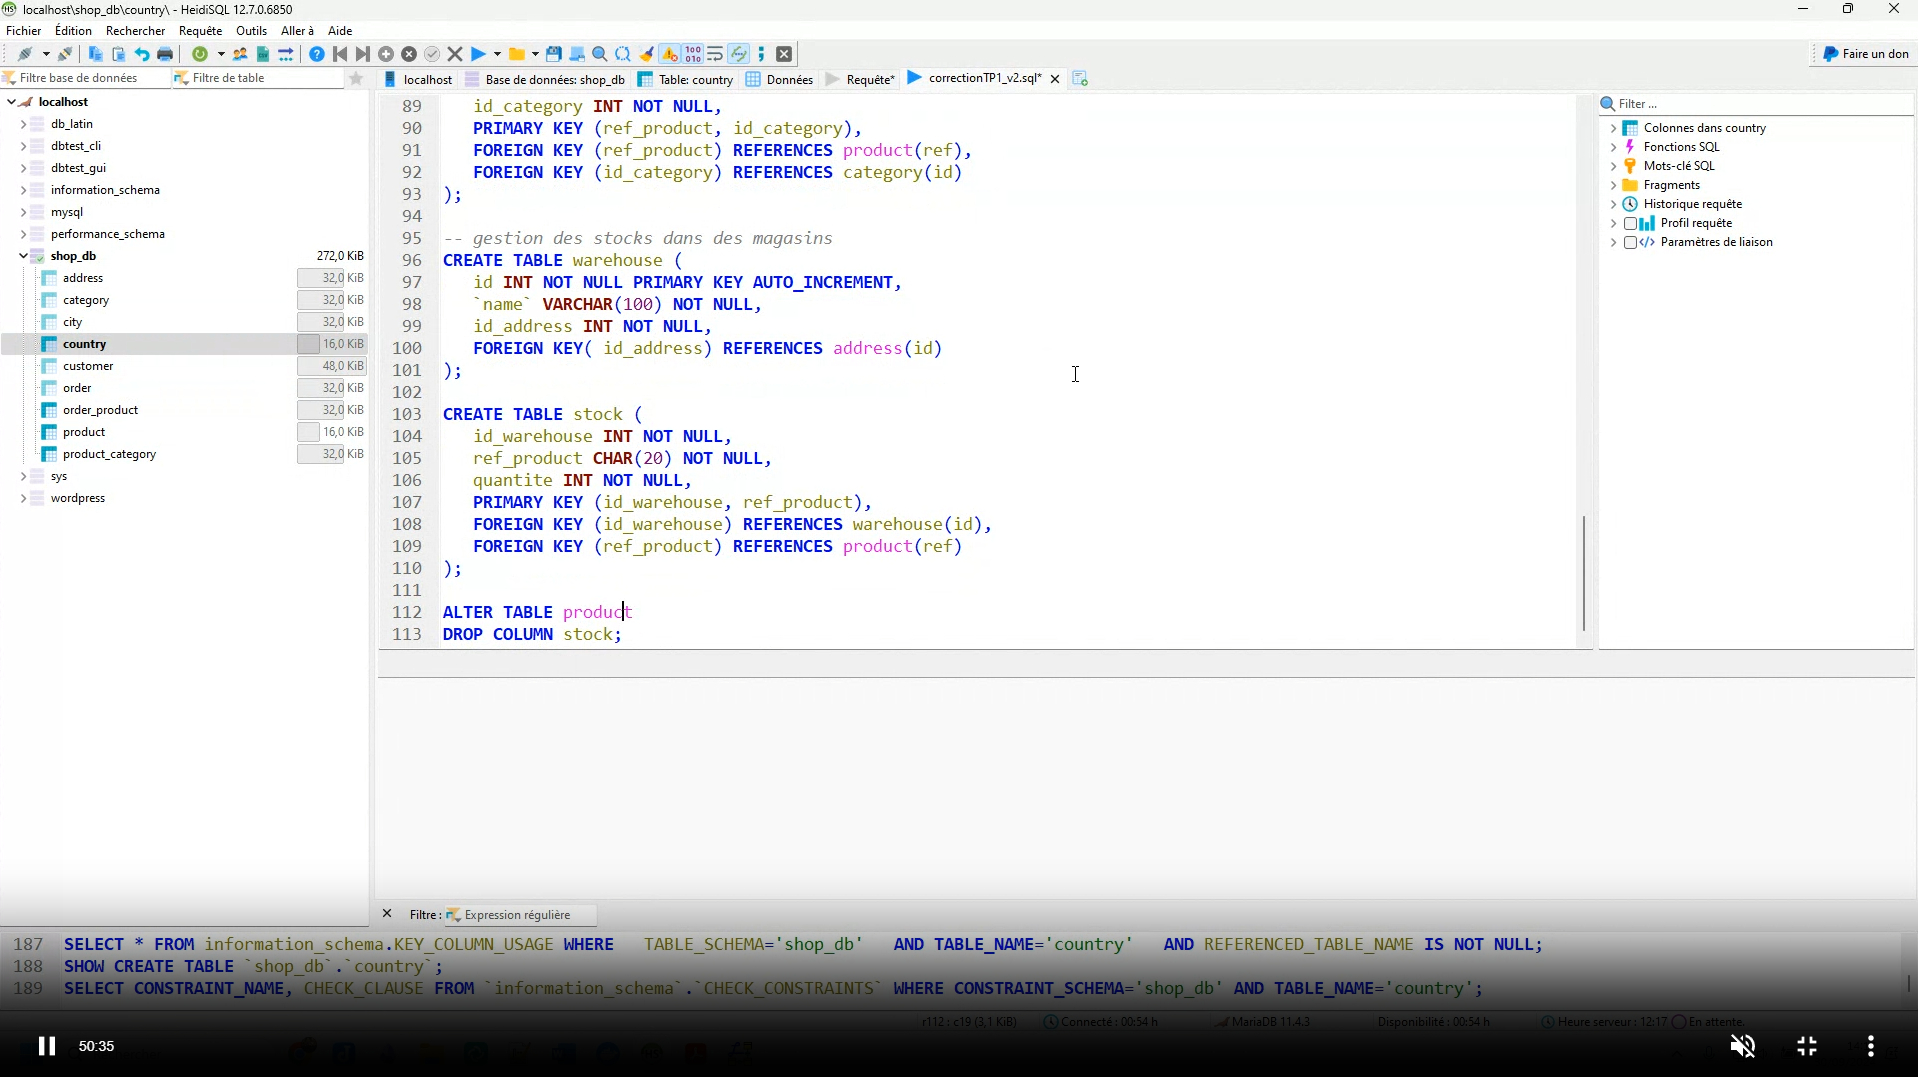 localhost\shop_db\country\ - HeidiSQL 12.7.0.6850
Fichier Édition Rechercher Requête Outils Aller à Aide
Faire un don
Filtre base de données Filtre de table
localhost Base de données: shop_db Table: country Données Requête* correctionTP1_v2.sql*
localhost
db_latin
dbtest_cli
dbtest_gui
information_schema
mysql
performance_schema
shop_db 272,0 KiB
address 32,0 KiB
category 32,0 KiB
city 32,0 KiB
country 16,0 KiB
customer 48,0 KiB
order 32,0 KiB
order_product 32,0 KiB
product 16,0 KiB
product_category 32,0 KiB
sys
wordpress
89 id_category INT NOT NULL,
90 PRIMARY KEY (ref_product, id_category),
91 FOREIGN KEY (ref_product) REFERENCES product(ref),
92 FOREIGN KEY (id_category) REFERENCES category(id)
93 );
94
95 -- gestion des stocks dans des magasins
96 CREATE TABLE warehouse (
97 id INT NOT NULL PRIMARY KEY AUTO_INCREMENT,
98 `name` VARCHAR(100) NOT NULL,
99 id_address INT NOT NULL,
100 FOREIGN KEY( id_address) REFERENCES address(id)
101 );
102
103 CREATE TABLE stock (
104 id_warehouse INT NOT NULL,
105 ref_product CHAR(20) NOT NULL,
106 quantite INT NOT NULL,
107 PRIMARY KEY (id_warehouse, ref_product),
108 FOREIGN KEY (id_warehouse) REFERENCES warehouse(id),
109 FOREIGN KEY (ref_product) REFERENCES product(ref)
110 );
111
112 ALTER TABLE product
113 DROP COLUMN stock;
Filter ...
Colonnes dans country
Fonctions SQL
Mots-clé SQL
Fragments
Historique requête
Profil requête
Paramètres de liaison
Filtre : Expression régulière
187 SELECT * FROM information_schema.KEY_COLUMN_USAGE WHERE TABLE_SCHEMA='shop_db' AND TABLE_NAME='country' AND REFERENCED_TABLE_NAME IS NOT NULL;
188 SHOW CREATE TABLE `shop_db`.`country`;
189 SELECT CONSTRAINT_NAME, CHECK_CLAUSE FROM `information_schema`.`CHECK_CONSTRAINTS` WHERE CONSTRAINT_SCHEMA='shop_db' AND TABLE_NAME='country';
r112 : c19 (3,1 KiB) Connecté : 00:54 h MariaDB 11.4.3 Disponibilité : 00:54 h Heure serveur : 12:17 En attente.
50:35